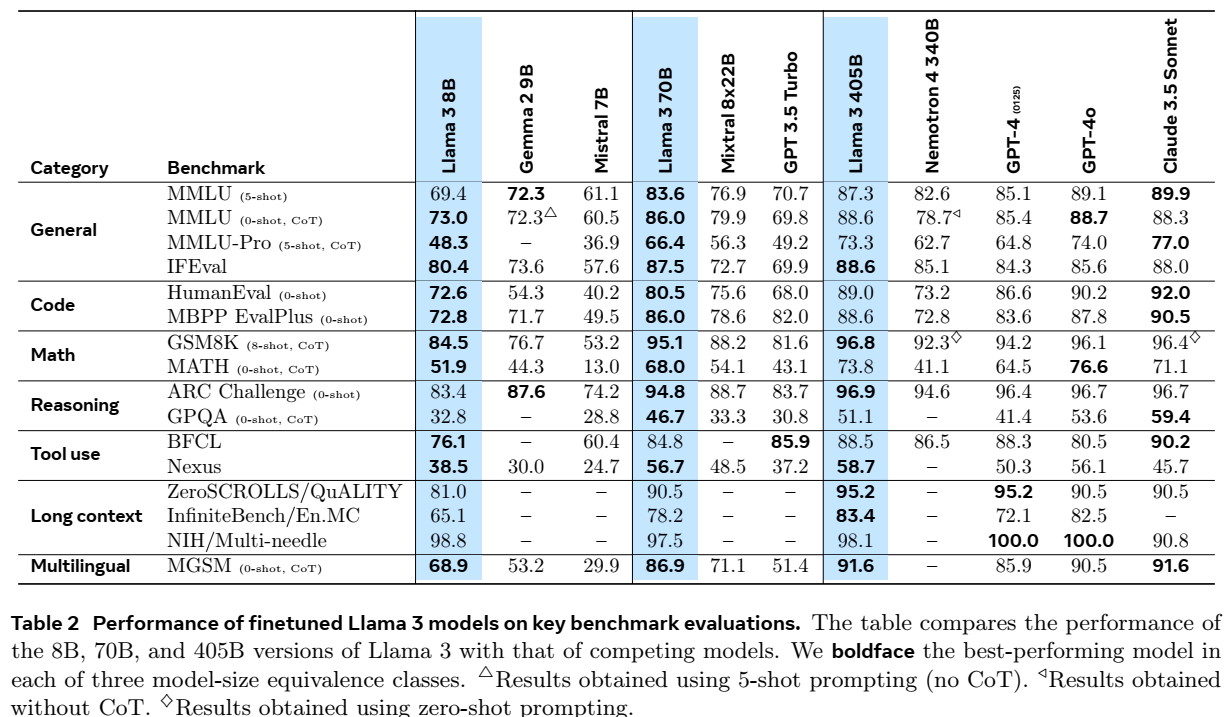 Category Benchmark Llama 3 8B Gemma 2 9B Mistral 7B Llama 3 70B Mixtral 8x22B GPT 3.5 Turbo Llama 3 405B Nemotron 4 340B GPT-4 (0125) GPT-4o Claude 3.5 Sonnet
General
MMLU (5-shot) 69.4 72.3 61.1 83.6 76.9 70.7 87.3 82.6 85.1 89.1 89.9
MMLU (0-shot, CoT) 73.0 72.3△ 60.5 86.0 79.9 69.8 88.6 78.7◁ 85.4 88.7 88.3
MMLU-Pro (5-shot, CoT) 48.3 – 36.9 66.4 56.3 49.2 73.3 62.7 64.8 74.0 77.0
IFEval 80.4 73.6 57.6 87.5 72.7 69.9 88.6 85.1 84.3 85.6 88.0
Code
HumanEval (0-shot) 72.6 54.3 40.2 80.5 75.6 68.0 89.0 73.2 86.6 90.2 92.0
MBPP EvalPlus (0-shot) 72.8 71.7 49.5 86.0 78.6 82.0 88.6 72.8 83.6 87.8 90.5
Math
GSM8K (8-shot, CoT) 84.5 76.7 53.2 95.1 88.2 81.6 96.8 92.3♢ 94.2 96.1 96.4♢
MATH (0-shot, CoT) 51.9 44.3 13.0 68.0 54.1 43.1 73.8 41.1 64.5 76.6 71.1
Reasoning
ARC Challenge (0-shot) 83.4 87.6 74.2 94.8 88.7 83.7 96.9 94.6 96.4 96.7 96.7
GPQA (0-shot, CoT) 32.8 – 28.8 46.7 33.3 30.8 51.1 – 41.4 53.6 59.4
Tool use
BFCL 76.1 – 60.4 84.8 – 85.9 88.5 86.5 88.3 80.5 90.2
Nexus 38.5 30.0 24.7 56.7 48.5 37.2 58.7 – 50.3 56.1 45.7
Long context
ZeroSCROLLS/QuALITY 81.0 – – 90.5 – – 95.2 – 95.2 90.5 90.5
InfiniteBench/En.MC 65.1 – – 78.2 – – 83.4 – 72.1 82.5 –
NIH/Multi-needle 98.8 – – 97.5 – – 98.1 – 100.0 100.0 90.8
Multilingual MGSM (0-shot, CoT) 68.9 53.2 29.9 86.9 71.1 51.4 91.6 – 85.9 90.5 91.6
Table 2 Performance of finetuned Llama 3 models on key benchmark evaluations. The table compares the performance of
the 8B, 70B, and 405B versions of Llama 3 with that of competing models. We boldface the best-performing model in
each of three model-size equivalence classes. △Results obtained using 5-shot prompting (no CoT). ◁Results obtained
without CoT. ♢Results obtained using zero-shot prompting.